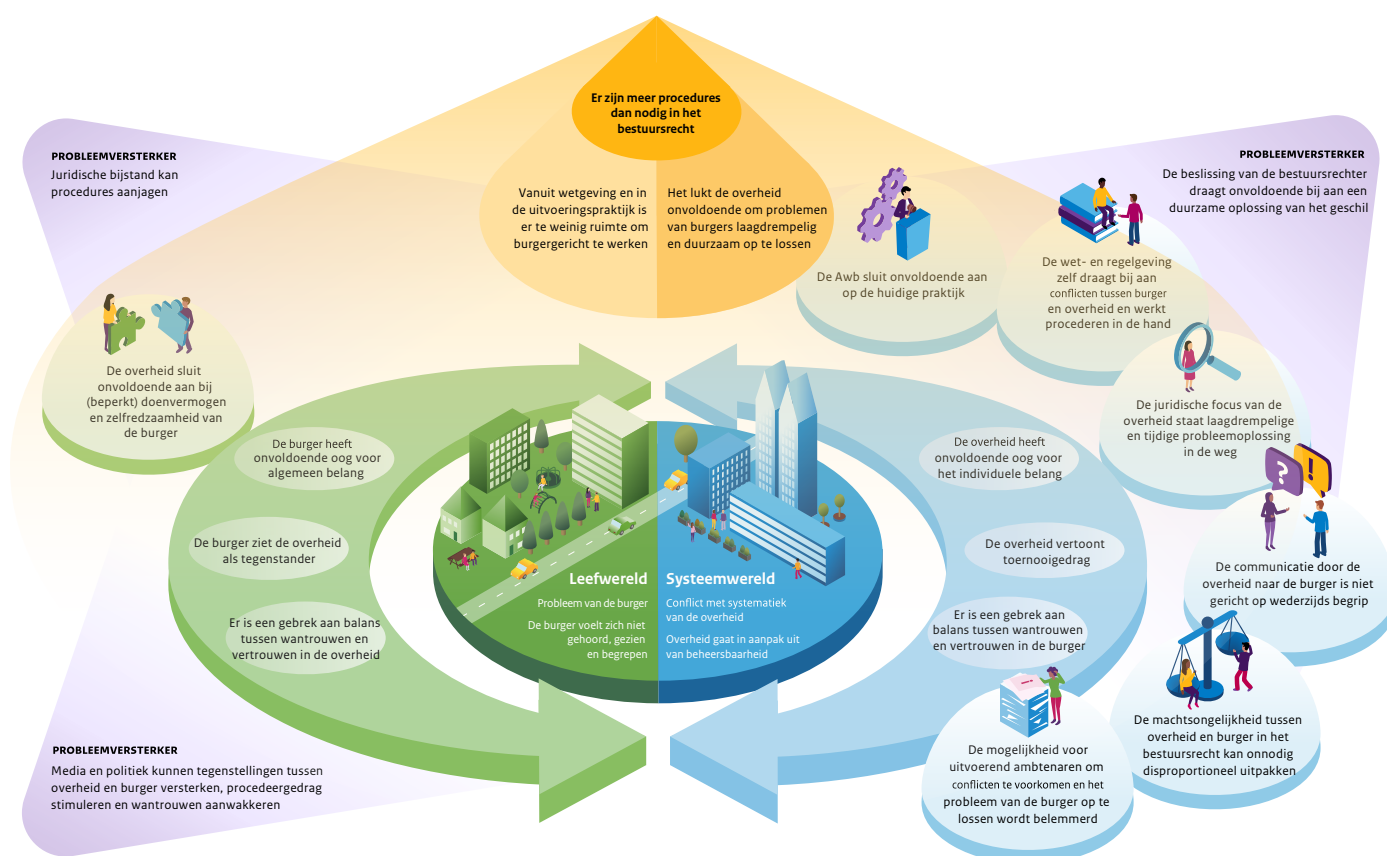 Er zijn meer procedures
dan nodig in het
bestuursrecht
Vanuit wetgeving en in
de uitvoeringspraktijk is
er te weinig ruimte om
burgergericht te werken
Het lukt de overheid
onvoldoende om problemen
van burgers laagdrempelig
en duurzaam op te lossen
PROBLEEMVERSTERKER
Juridische bijstand kan
procedures aanjagen
PROBLEEMVERSTERKER
De beslissing van de bestuursrechter
draagt onvoldoende bij aan een
duurzame oplossing van het geschil
De Awb sluit onvoldoende aan
op de huidige praktijk
De wet- en regelgeving
zelf draagt bij aan
conflicten tussen burger
en overheid en werkt
procederen in de hand
De overheid sluit
onvoldoende aan bij
(beperkt) doenvermogen
en zelfredzaamheid van
de burger
De juridische focus van de
overheid staat laagdrempelige
en tijdige probleemoplossing
in de weg
De burger heeft
onvoldoende oog voor
algemeen belang
De burger ziet de overheid
als tegenstander
Er is een gebrek aan balans
tussen wantrouwen en
vertrouwen in de overheid
De overheid heeft
onvoldoende oog voor
het individuele belang
De overheid vertoont
toernooigedrag
Er is een gebrek aan
balans tussen wantrouwen
en vertrouwen in de burger
Leefwereld
Probleem van de burger
De burger voelt zich niet
gehoord, gezien
en begrepen
Systeemwereld
Conflict met systematiek
van de overheid
Overheid gaat in aanpak uit
van beheersbaarheid
?
!
De communicatie door de
overheid naar de burger is niet
gericht op wederzijds begrip
De machtsongelijkheid tussen
overheid en burger in het
bestuursrecht kan onnodig
disproportioneel uitpakken
De mogelijkheid voor
uitvoerend ambtenaren om
conflicten te voorkomen en het
probleem van de burger op te
lossen wordt belemmerd
PROBLEEMVERSTERKER
Media en politiek kunnen tegenstellingen tussen
overheid en burger versterken, procedeergedrag
stimuleren en wantrouwen aanwakkeren